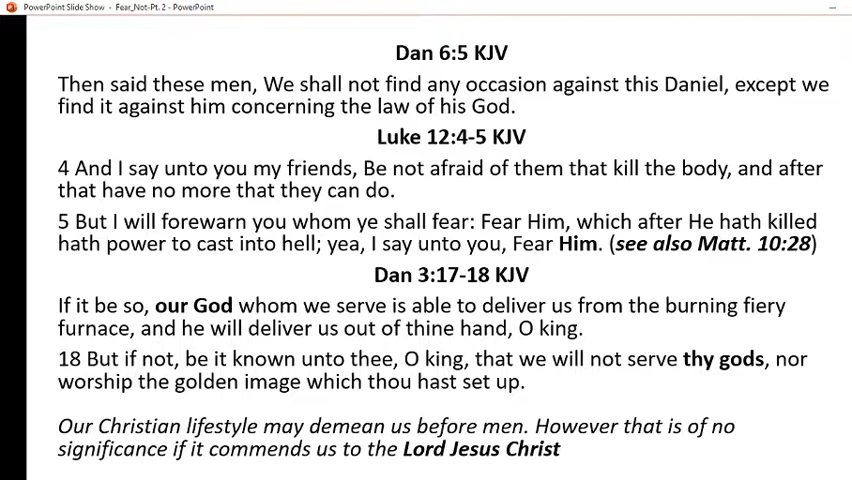 PowerPoint Slide Show - Fear_Not-Pt. 2 - PowerPoint
Dan 6:5 KJV
Then said these men, We shall not find any occasion against this Daniel, except we
find it against him concerning the law of his God.
Luke 12:4-5 KJV
4 And I say unto you my friends, Be not afraid of them that kill the body, and after
that have no more that they can do.
5 But I will forewarn you whom ye shall fear: Fear Him, which after He hath killed
hath power to cast into hell; yea, I say unto you, Fear Him. (see also Matt. 10:28)
Dan 3:17-18 KJV
If it be so, our God whom we serve is able to deliver us from the burning fiery
furnace, and he will deliver us out of thine hand, O king.
18 But if not, be it known unto thee, O king, that we will not serve thy gods, nor
worship the golden image which thou hast set up.
Our Christian lifestyle may demean us before men. However that is of no
significance if it commends us to the Lord Jesus Christ